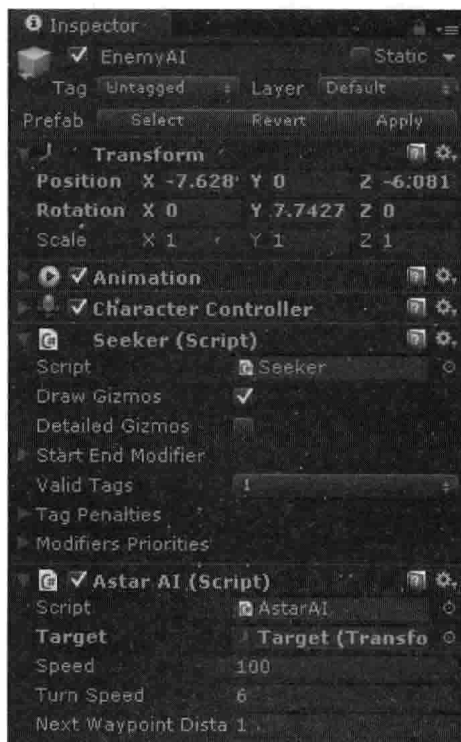 Inspector
EnemyAI Static
Tag Untagged Layer Default
Prefab Select Revert Apply
Transform
Position X -7.628 Y 0 Z -6.081
Rotation X 0 Y 7.7427 Z 0
Scale X 1 Y 1 Z 1
Animation
Character Controller
Seeker (Script)
Script Seeker
Draw Gizmos
Detailed Gizmos
Start End Modifier
Valid Tags
Tag Penalties
Modifiers Priorities
Astar AI (Script)
Script AstarAI
Target Target (Transfo
Speed 100
Turn Speed 6
Next Waypoint Dista 1